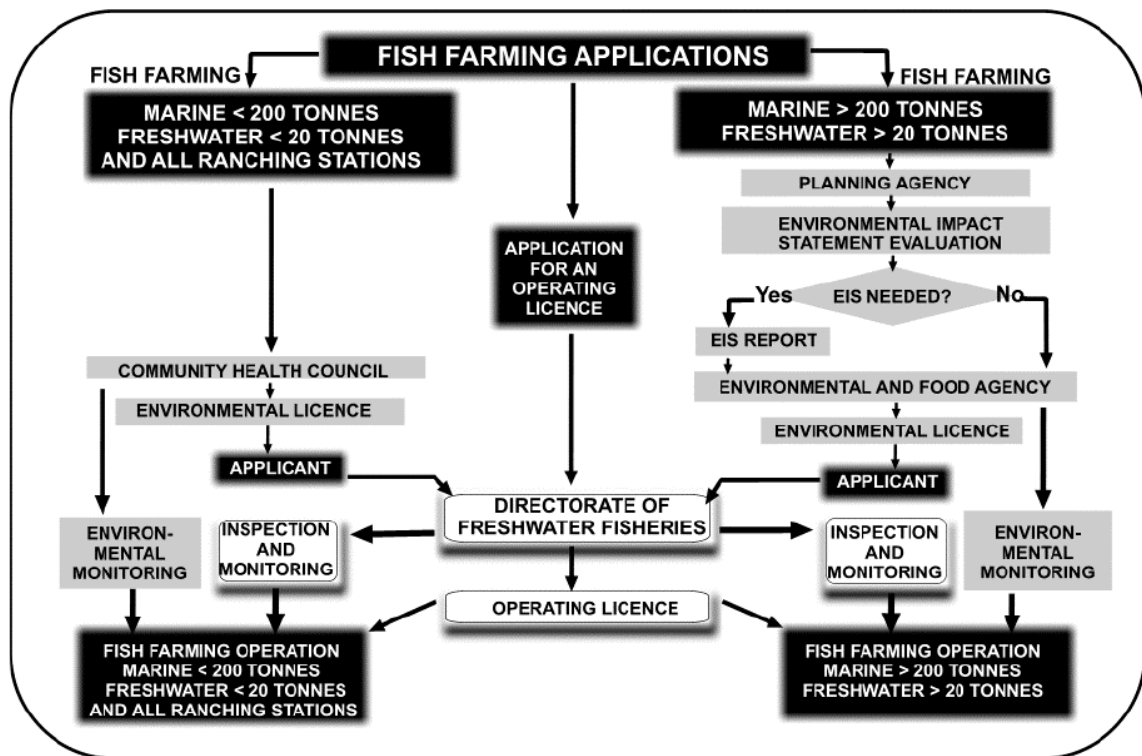 FISH FARMING APPLICATIONS
FISH FARMING
MARINE < 200 TONNES
FRESHWATER < 20 TONNES
AND ALL RANCHING STATIONS
FISH FARMING
MARINE > 200 TONNES
FRESHWATER > 20 TONNES
PLANNING AGENCY
ENVIRONMENTAL IMPACT
STATEMENT EVALUATION
APPLICATION
FOR AN
OPERATING
LICENCE
Yes
EIS NEEDED?
No
EIS REPORT
COMMUNITY HEALTH COUNCIL
ENVIRONMENTAL AND FOOD AGENCY
ENVIRONMENTAL LICENCE
ENVIRONMENTAL LICENCE
APPLICANT
APPLICANT
DIRECTORATE OF
FRESHWATER FISHERIES
ENVIRON-
MENTAL
MONITORING
INSPECTION
AND
MONITORING
INSPECTION
AND
MONITORING
ENVIRON-
MENTAL
MONITORING
OPERATING LICENCE
FISH FARMING OPERATION
MARINE < 200 TONNES
FRESHWATER < 20 TONNES
AND ALL RANCHING STATIONS
FISH FARMING OPERATION
MARINE > 200 TONNES
FRESHWATER > 20 TONNES